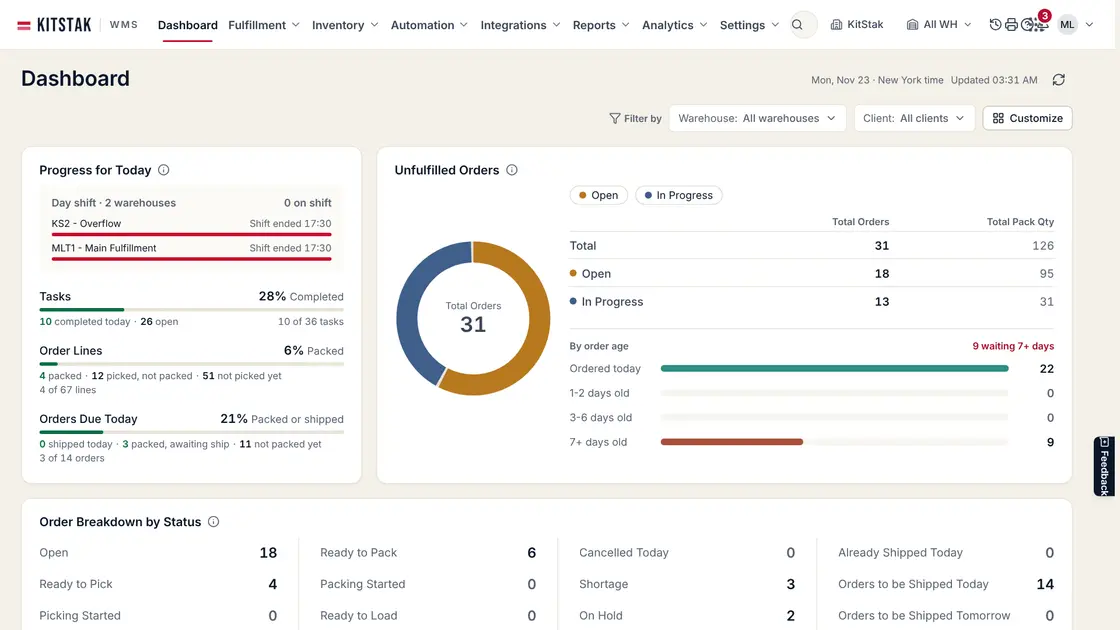 KITSTAK WMS Dashboard Fulfillment Inventory Automation Integrations Reports Analytics Settings KitStak All WH 3 ML
Dashboard
Mon, Nov 23 · New York time Updated 03:31 AM
Filter by Warehouse: All warehouses Client: All clients Customize
Progress for Today
Day shift · 2 warehouses 0 on shift
KS2 - Overflow Shift ended 17:30
MLT1 - Main Fulfillment Shift ended 17:30
Tasks 28% Completed
10 completed today · 26 open 10 of 36 tasks
Order Lines 6% Packed
4 packed · 12 picked, not packed · 51 not picked yet
4 of 67 lines
Orders Due Today 21% Packed or shipped
0 shipped today · 3 packed, awaiting ship · 11 not packed yet
3 of 14 orders
Unfulfilled Orders
Open In Progress
Total Orders
31
Total Orders Total Pack Qty
Total 31 126
Open 18 95
In Progress 13 31
By order age 9 waiting 7+ days
Ordered today 22
1-2 days old 0
3-6 days old 0
7+ days old 9
Feedback
Order Breakdown by Status
Open 18 Ready to Pack 6 Cancelled Today 0 Already Shipped Today 0
Ready to Pick 4 Packing Started 0 Shortage 3 Orders to be Shipped Today 14
Picking Started 0 Ready to Load 0 On Hold 2 Orders to be Shipped Tomorrow 0